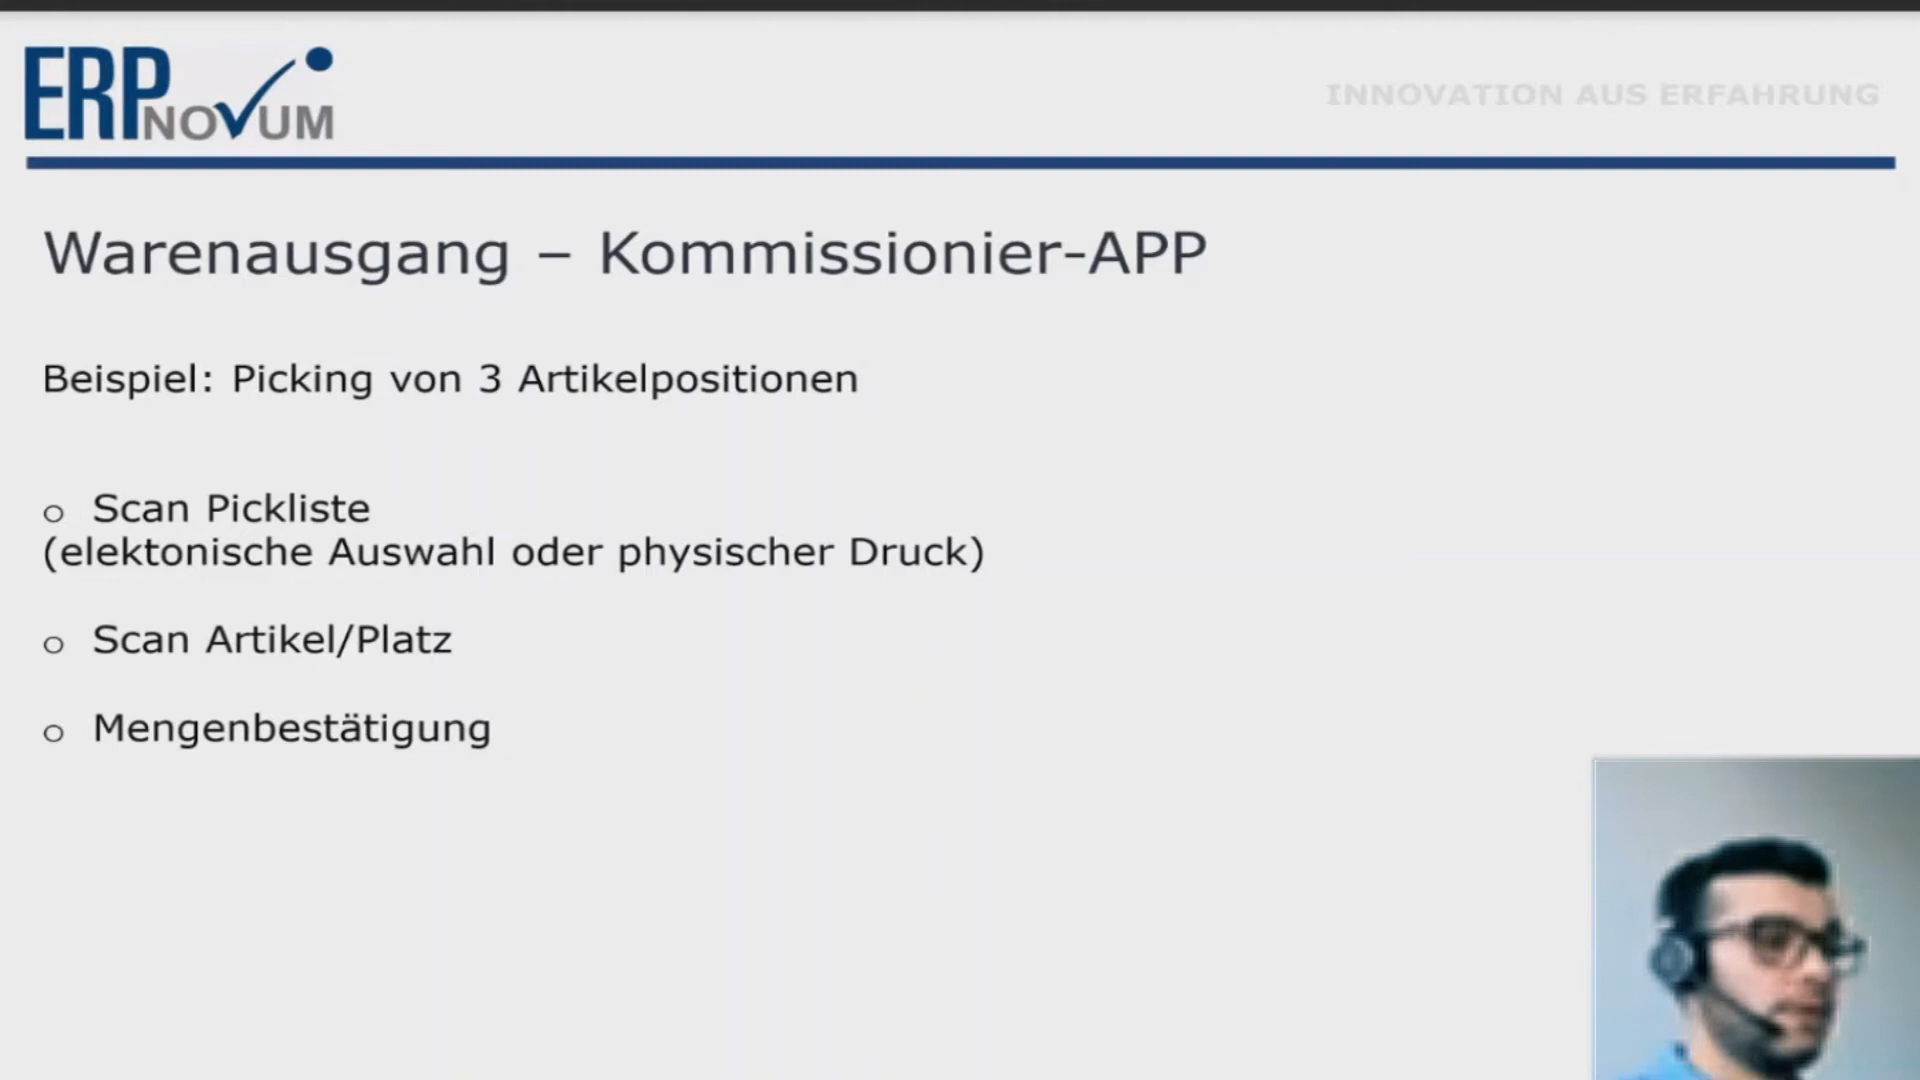 ERP NOVUM
INNOVATION AUS ERFAHRUNG
Warenausgang – Kommissionier-APP
Beispiel: Picking von 3 Artikelpositionen
o Scan Pickliste
(elektonische Auswahl oder physischer Druck)
o Scan Artikel/Platz
o Mengenbestätigung